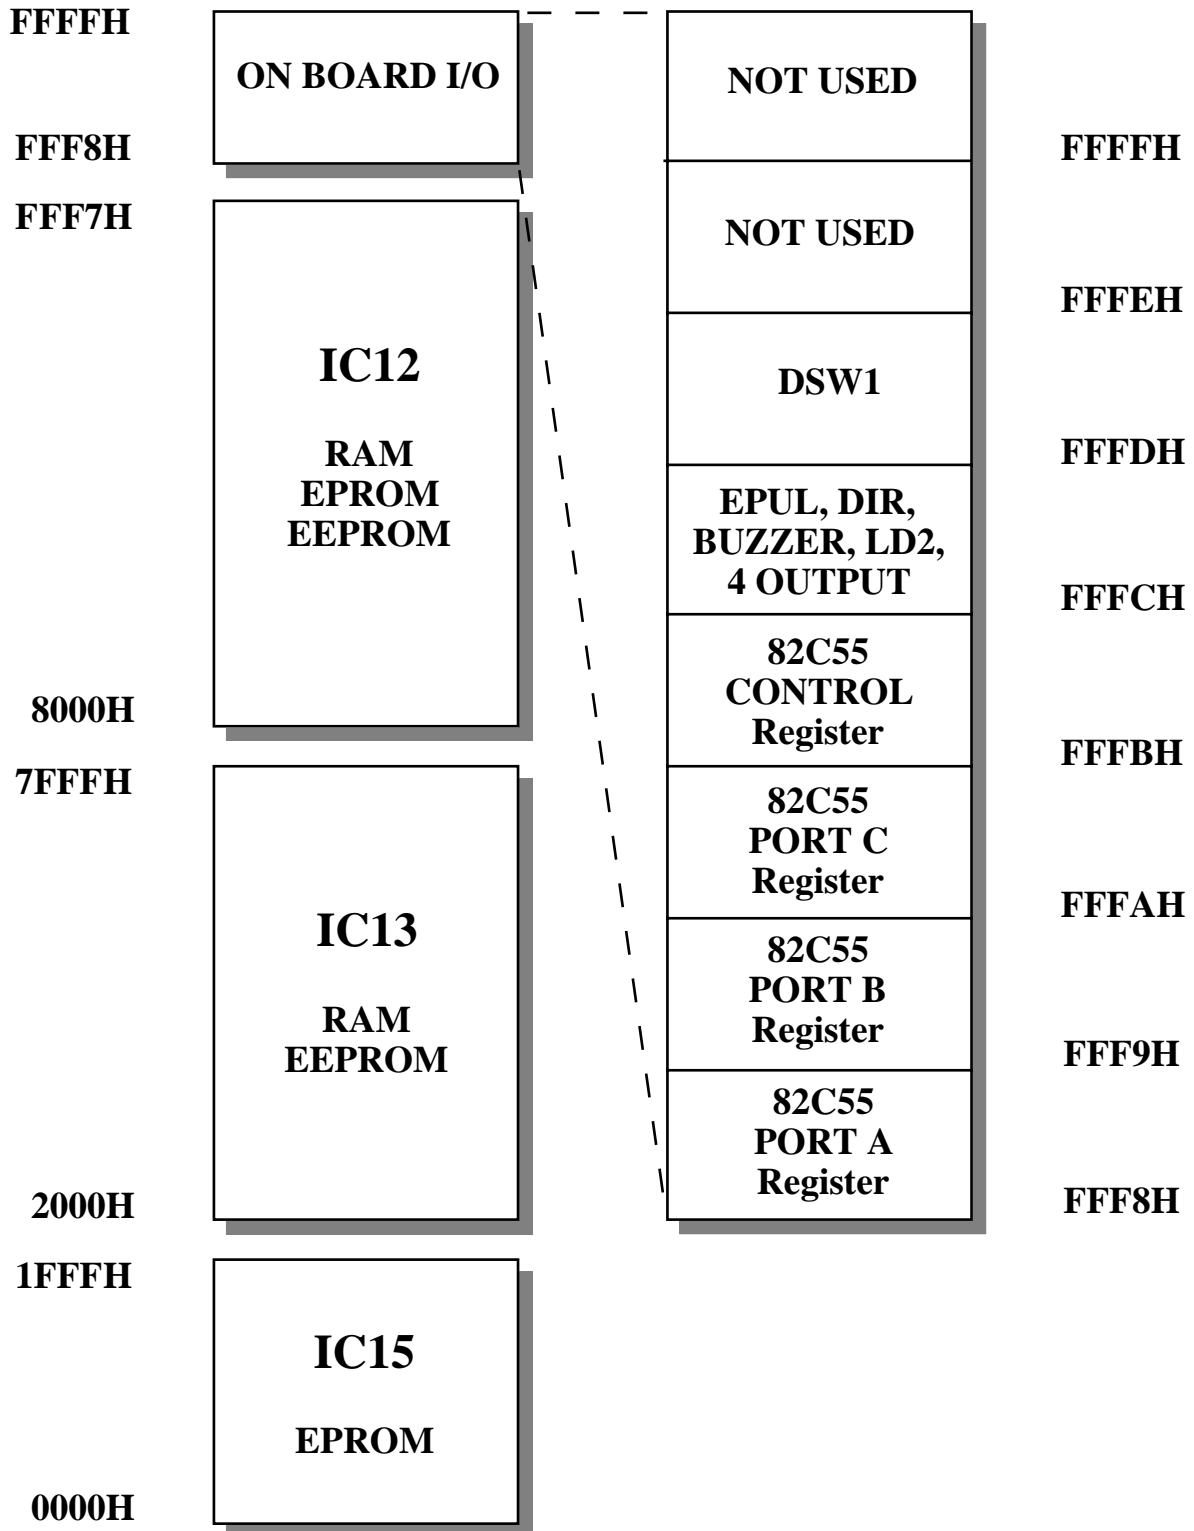 FFFFH
ON BOARD I/O
FFF8H
FFF7H
IC12
RAM
EPROM
EEPROM
8000H
7FFFH
IC13
RAM
EEPROM
2000H
1FFFH
IC15
EPROM
0000H
NOT USED
FFFFH
NOT USED
FFFEH
DSW1
FFFDH
EPUL, DIR,
BUZZER, LD2,
4 OUTPUT
FFFCH
82C55
CONTROL
Register
FFFBH
82C55
PORT C
Register
FFFAH
82C55
PORT B
Register
FFF9H
82C55
PORT A
Register
FFF8H